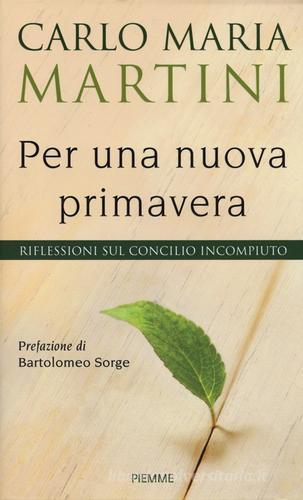 CARLO MARIA
MARTINI
Per una nuova
primavera
RIFLESSIONI SUL CONCILIO INCOMPIUTO
Prefazione di
Bartolomeo Sorge
PIEMME